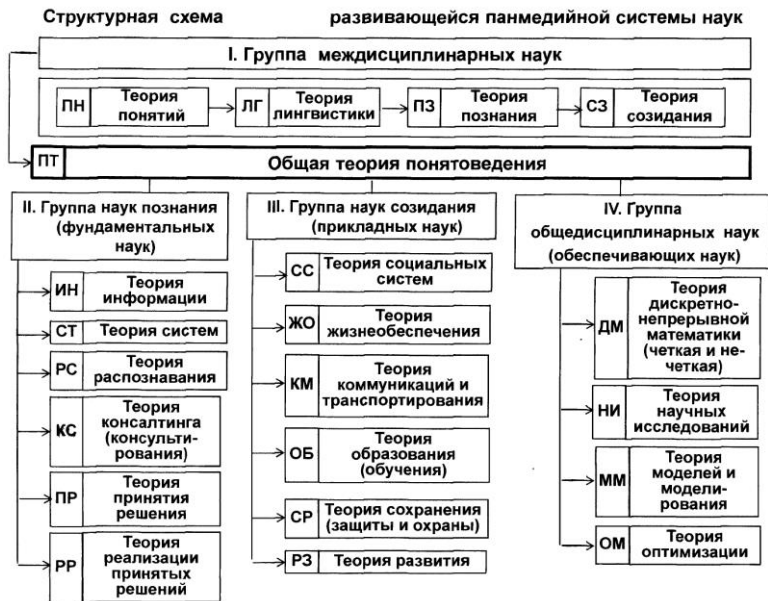 Структурная схема развивающейся панмедийной системы наук
I. Группа междисциплинарных наук
ПН Теория понятий
ЛГ Теория лингвистики
ПЗ Теория познания
СЗ Теория созидания
ПТ Общая теория понятоведения
II. Группа наук познания
(фундаментальных
наук)
ИН Теория
информации
СТ Теория систем
РС Теория
распознавания
КС Теория
консалтинга
(консульти-
рования)
ПР Теория
принятия
решения
РР Теория
реализации
принятых
решений
III. Группа наук созидания
(прикладных наук)
СС Теория социальных
систем
ЖО Теория
жизнеобеспечения
КМ Теория
коммуникаций и
транспортирования
ОБ Теория
образования
(обучения)
СР Теория сохранения
(защиты и охраны)
РЗ Теория развития
IV. Группа
общедисциплинарных наук
(обеспечивающих наук)
ДМ Теория
дискретно-
непрерывной
математики
(четкая и не-
четкая)
НИ Теория
научных
исследований
ММ Теория
моделей и
модели-
рования
ОМ Теория
оптимизации